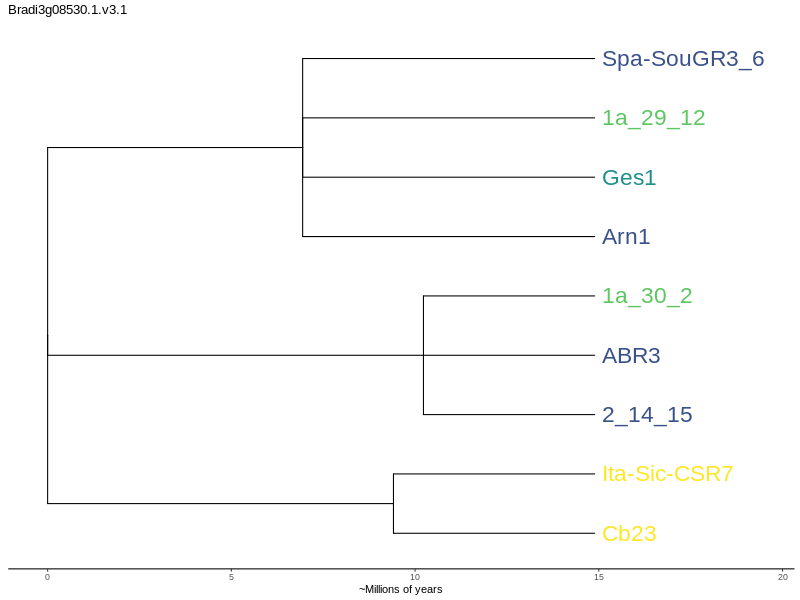 Bradi3g08530.1.v3.1
Spa-SouGR3_6
1a_29_12
Ges1
Arn1
1a_30_2
ABR3
2_14_15
Ita-Sic-CSR7
Cb23
0 5 10 15 20
~Millions of years